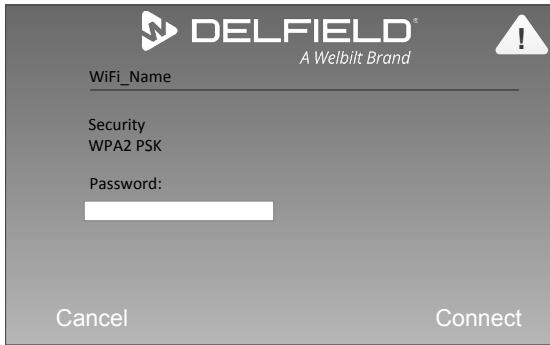 DELFIELD®
A Welbilt Brand
!
WiFi_Name
Security
WPA2 PSK
Password:
Cancel
Connect